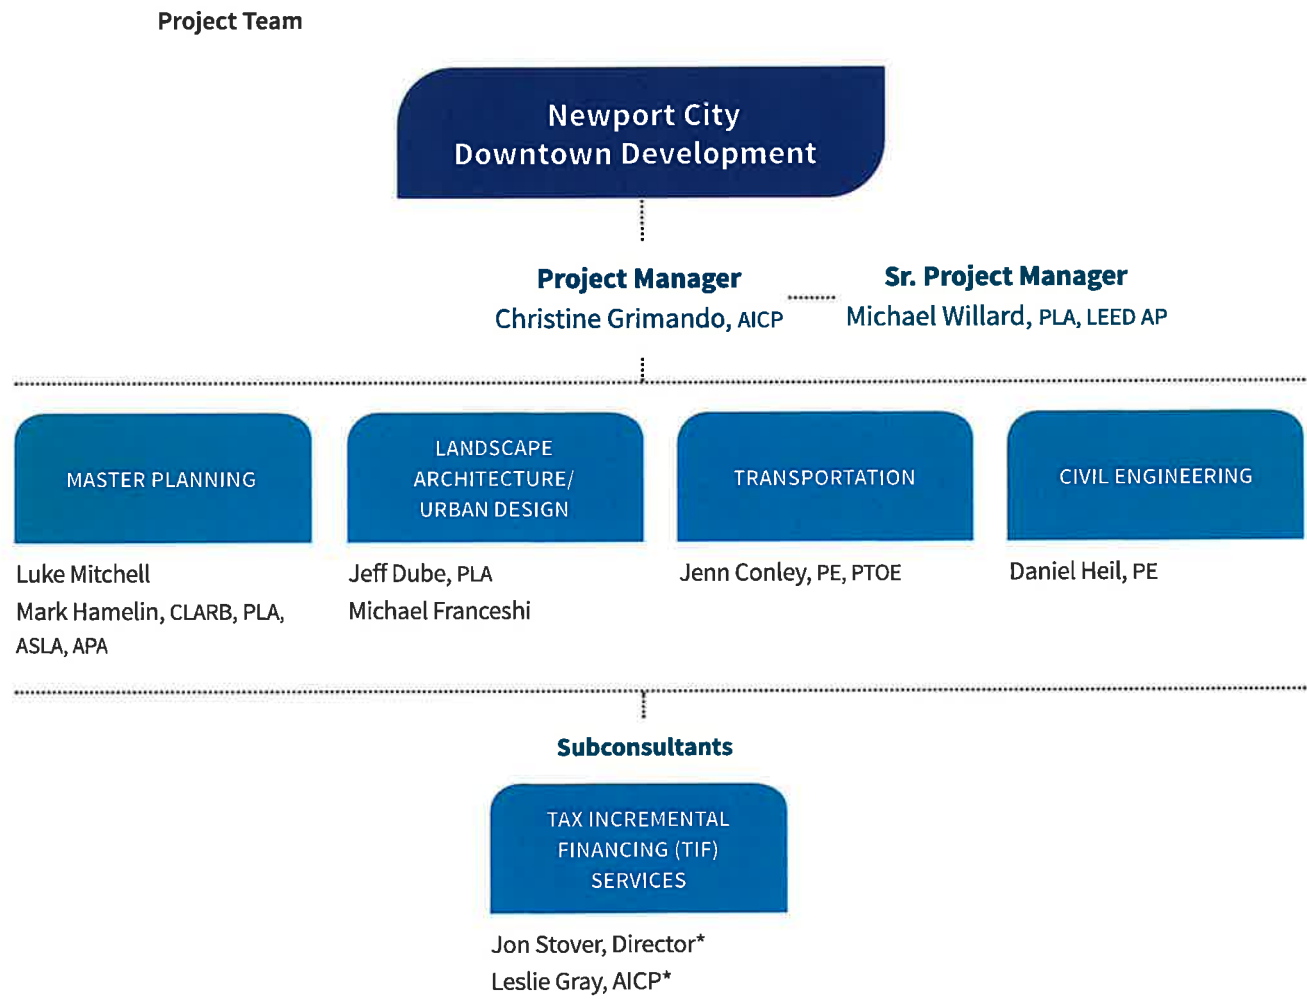 Project Team
Newport City
Downtown Development
Project Manager
Christine Grimando, AICP
Sr. Project Manager
Michael Willard, PLA, LEED AP
MASTER PLANNING
Luke Mitchell
Mark Hamelin, CLARB, PLA,
ASLA, APA
LANDSCAPE
ARCHITECTURE/
URBAN DESIGN
Jeff Dube, PLA
Michael Franceshi
TRANSPORTATION
Jenn Conley, PE, PTOE
CIVIL ENGINEERING
Daniel Heil, PE
Subconsultants
TAX INCREMENTAL
FINANCING (TIF)
SERVICES
Jon Stover, Director*
Leslie Gray, AICP*